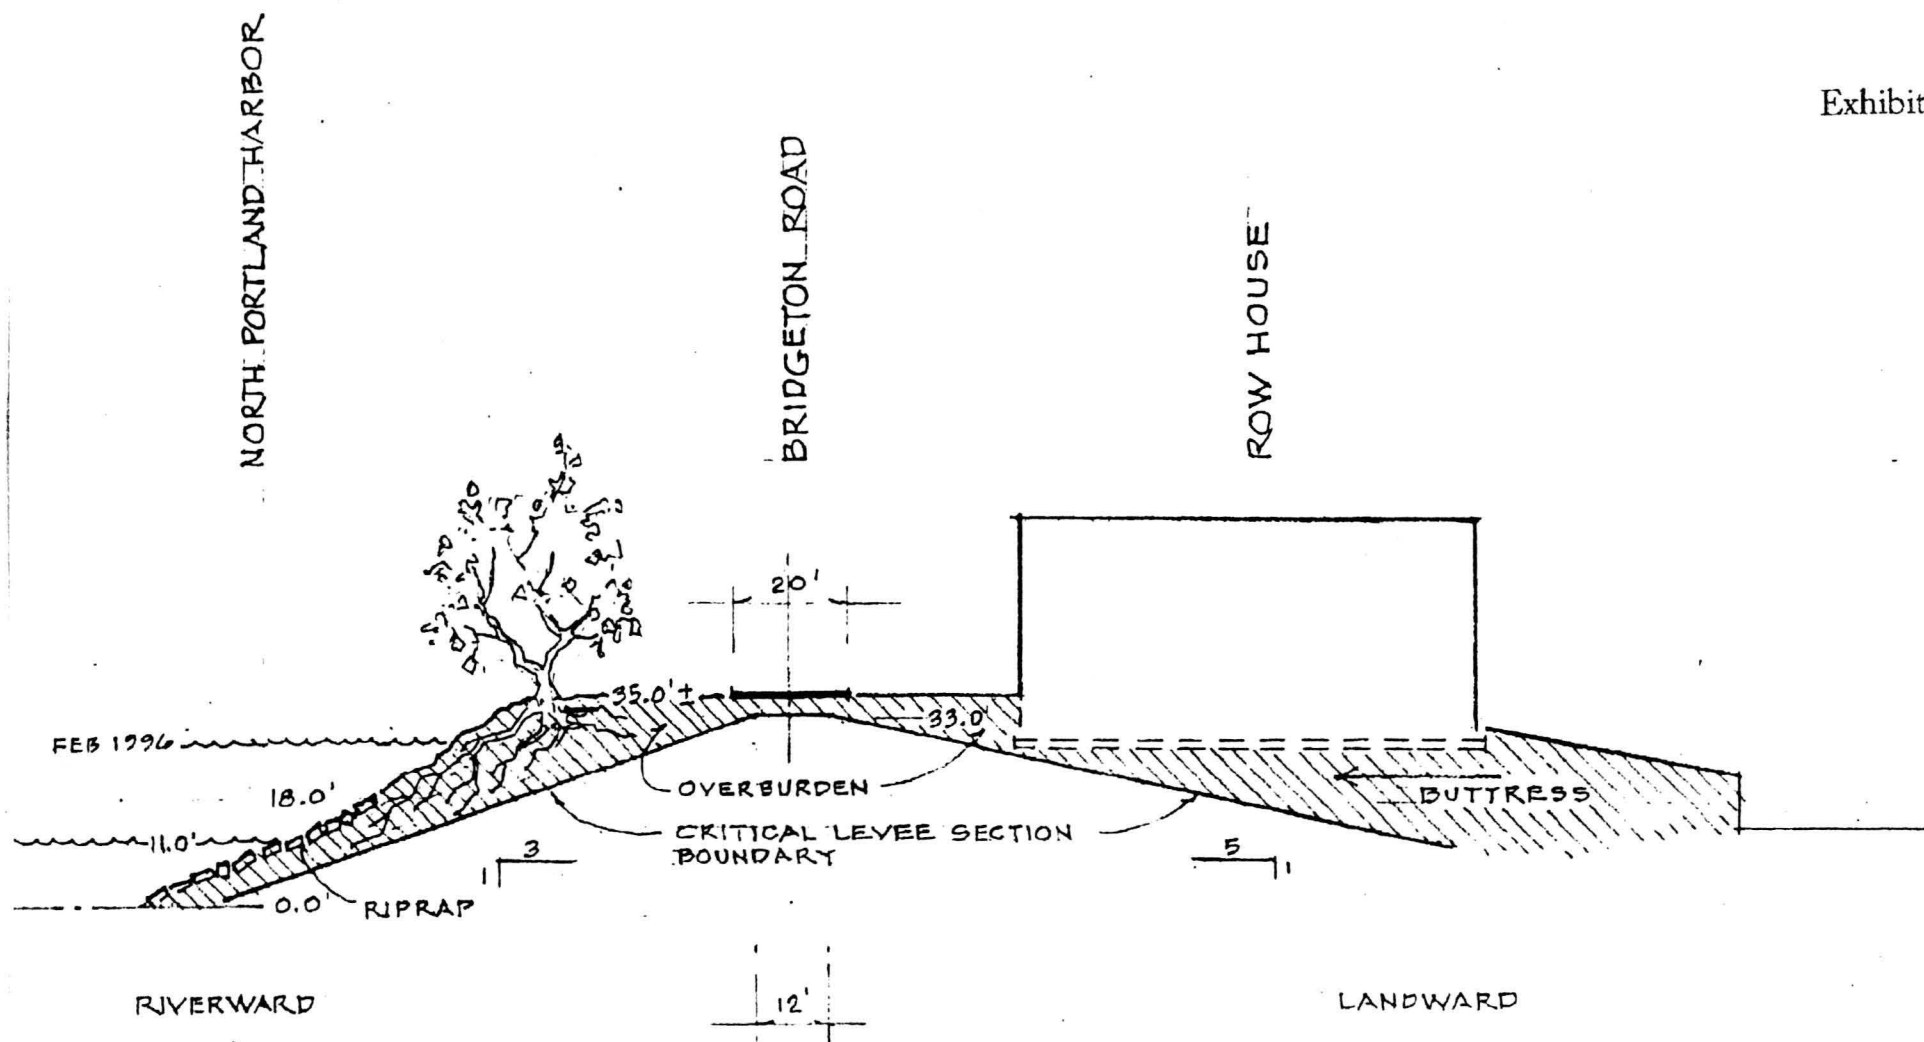 Exhibit
NORTH PORTLAND HARBOR
BRIDGETON ROAD
ROW HOUSE
20'
35.0'±
33.0'
FEB 1996
OVERBURDEN
BUTTRESS
18.0'
11.0'
CRITICAL LEVEE SECTION
BOUNDARY
3
1
5
1
0.0'
RIPRAP
RIVERWARD
12'
LANDWARD